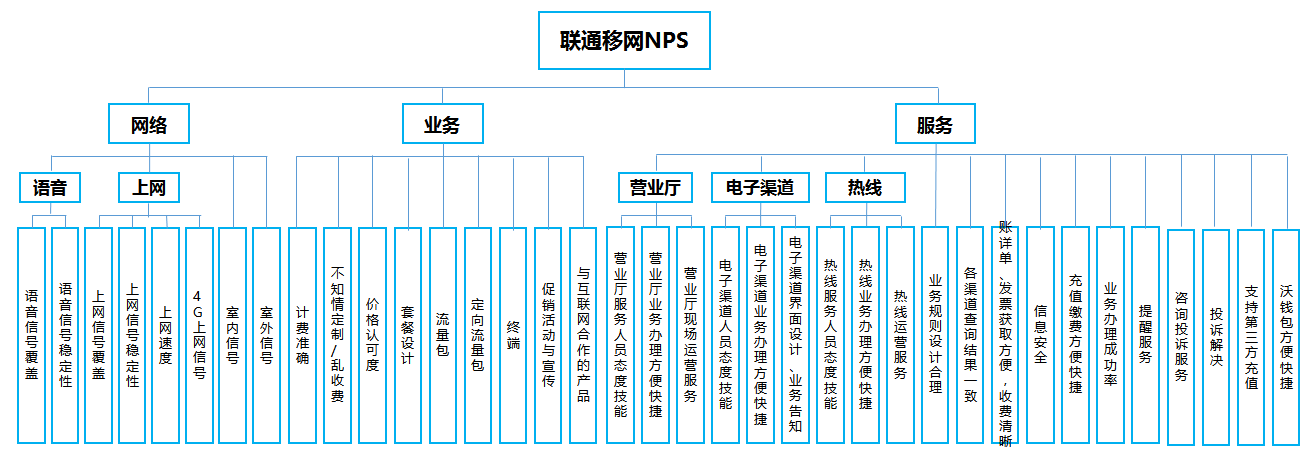 联通移网NPS
网络
业务
服务
语音
上网
营业厅
电子渠道
热线
语音信号覆盖
语音信号稳定性
上网信号覆盖
上网信号稳定性
上网速度
4G上网信号
室内信号
室外信号
计费准确
不知情定制/乱收费
价格认可度
套餐设计
流量包
定向流量包
终端
促销活动与宣传
与互联网合作的产品
营业厅服务人员态度技能
营业厅业务办理方便快捷
营业厅现场运营服务
电子渠道人员态度技能
电子渠道业务办理方便快捷
电子渠道界面设计、业务告知
热线服务人员态度技能
热线业务办理方便快捷
热线运营服务
业务规则设计合理
各渠道查询结果一致
账详单、发票获取方便，收费清晰
信息安全
充值缴费方便快捷
业务办理成功率
提醒服务
咨询投诉服务
投诉解决
支持第三方充值
沃钱包方便快捷